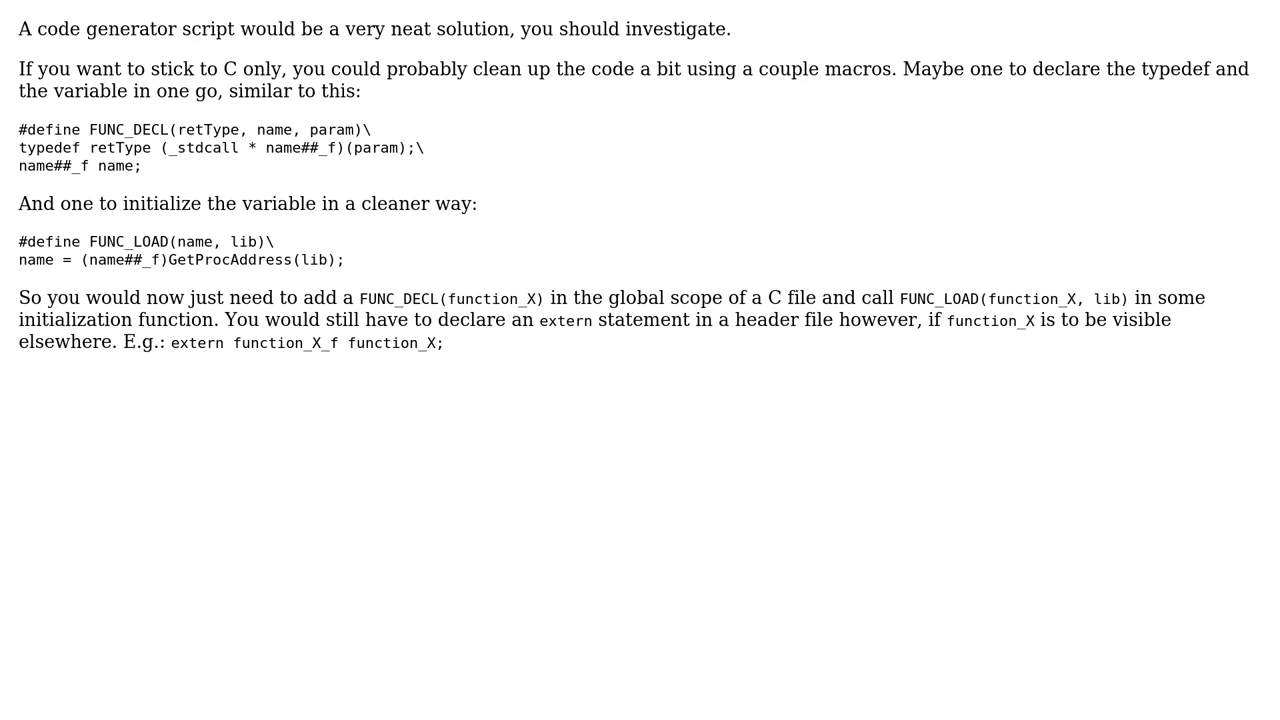 A code generator script would be a very neat solution, you should investigate.
If you want to stick to C only, you could probably clean up the code a bit using a couple macros. Maybe one to declare the typedef and
the variable in one go, similar to this:
#define FUNC_DECL(retType, name, param)\
typedef retType (_stdcall * name##_f)(param);\
name##_f name;
And one to initialize the variable in a cleaner way:
#define FUNC_LOAD(name, lib)\
name = (name##_f)GetProcAddress(lib);
So you would now just need to add a FUNC_DECL(function_X) in the global scope of a C file and call FUNC_LOAD(function_X, lib) in some
initialization function. You would still have to declare an extern statement in a header file however, if function_X is to be visible
elsewhere. E.g.: extern function_X_f function_X;